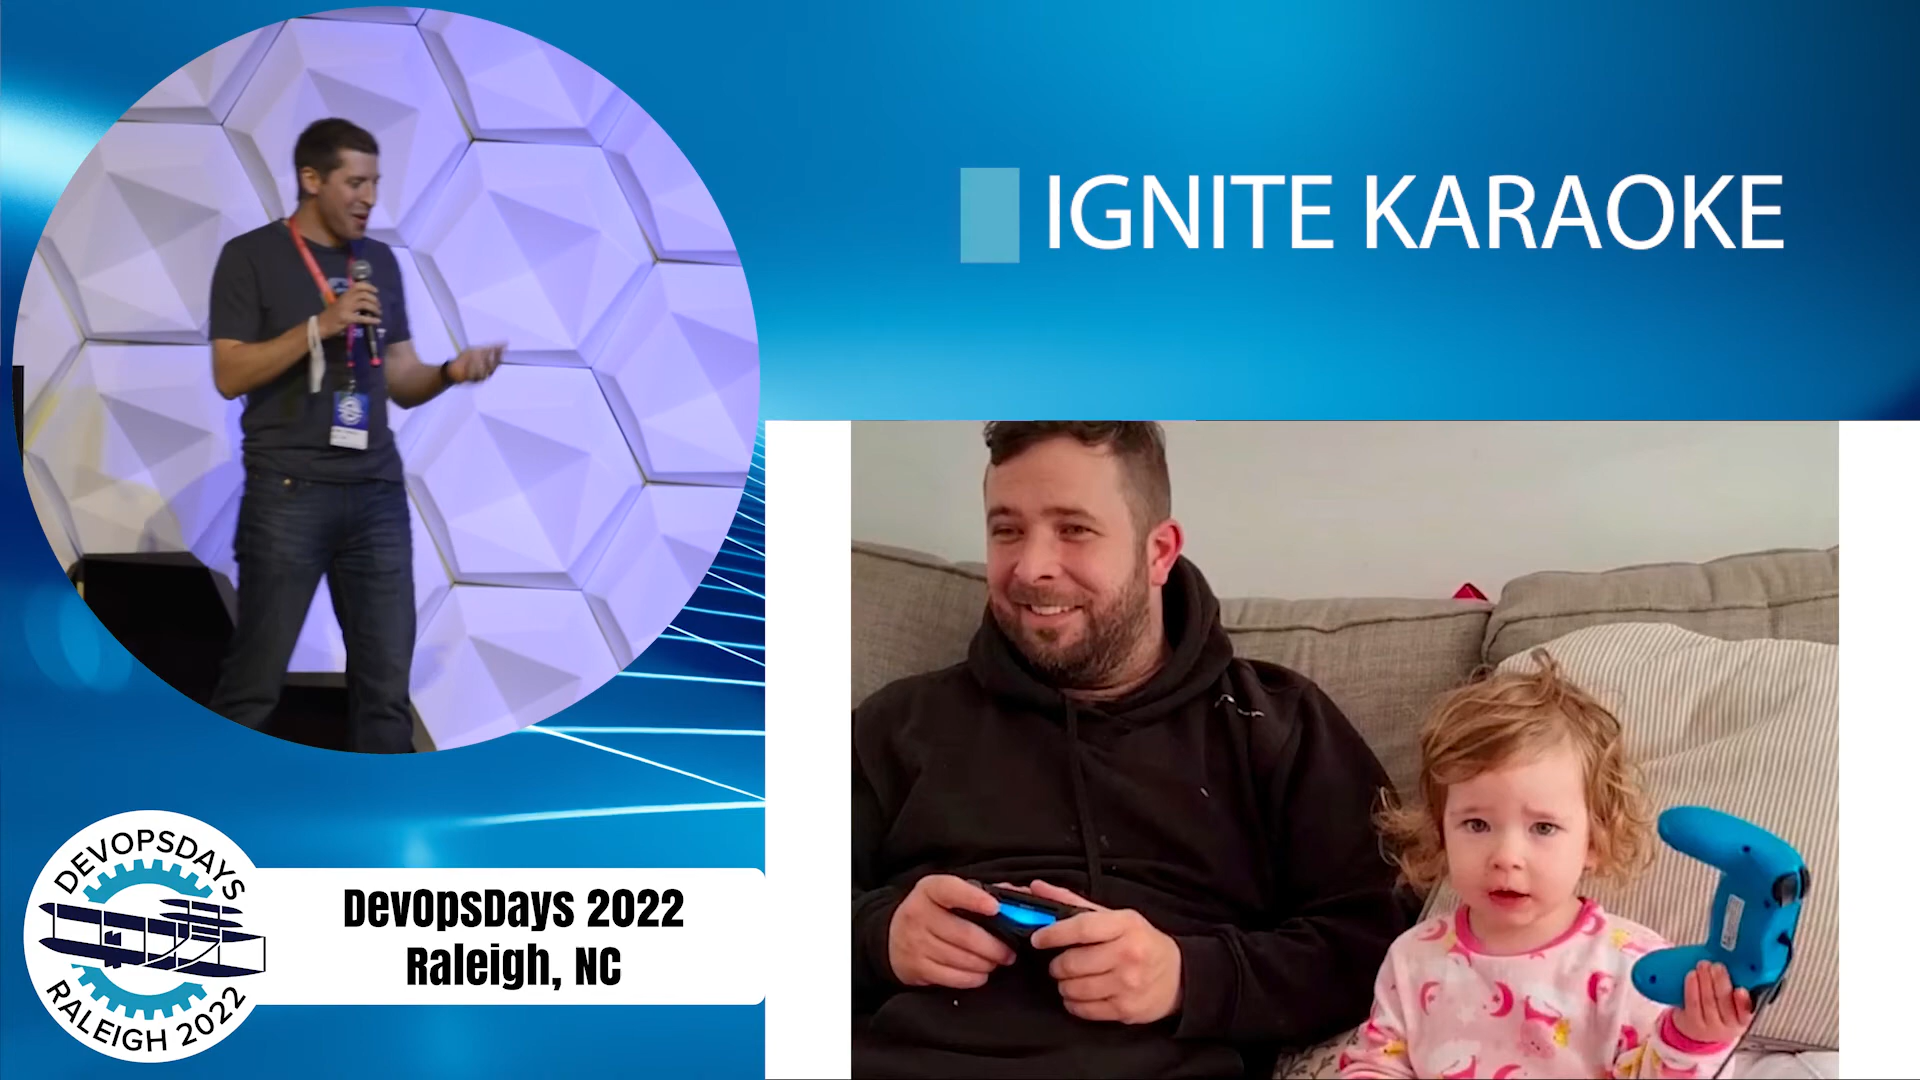 IGNITE KARAOKE
DEVOPSDAYS
RALEIGH 2022
DevOpsDays 2022
Raleigh, NC